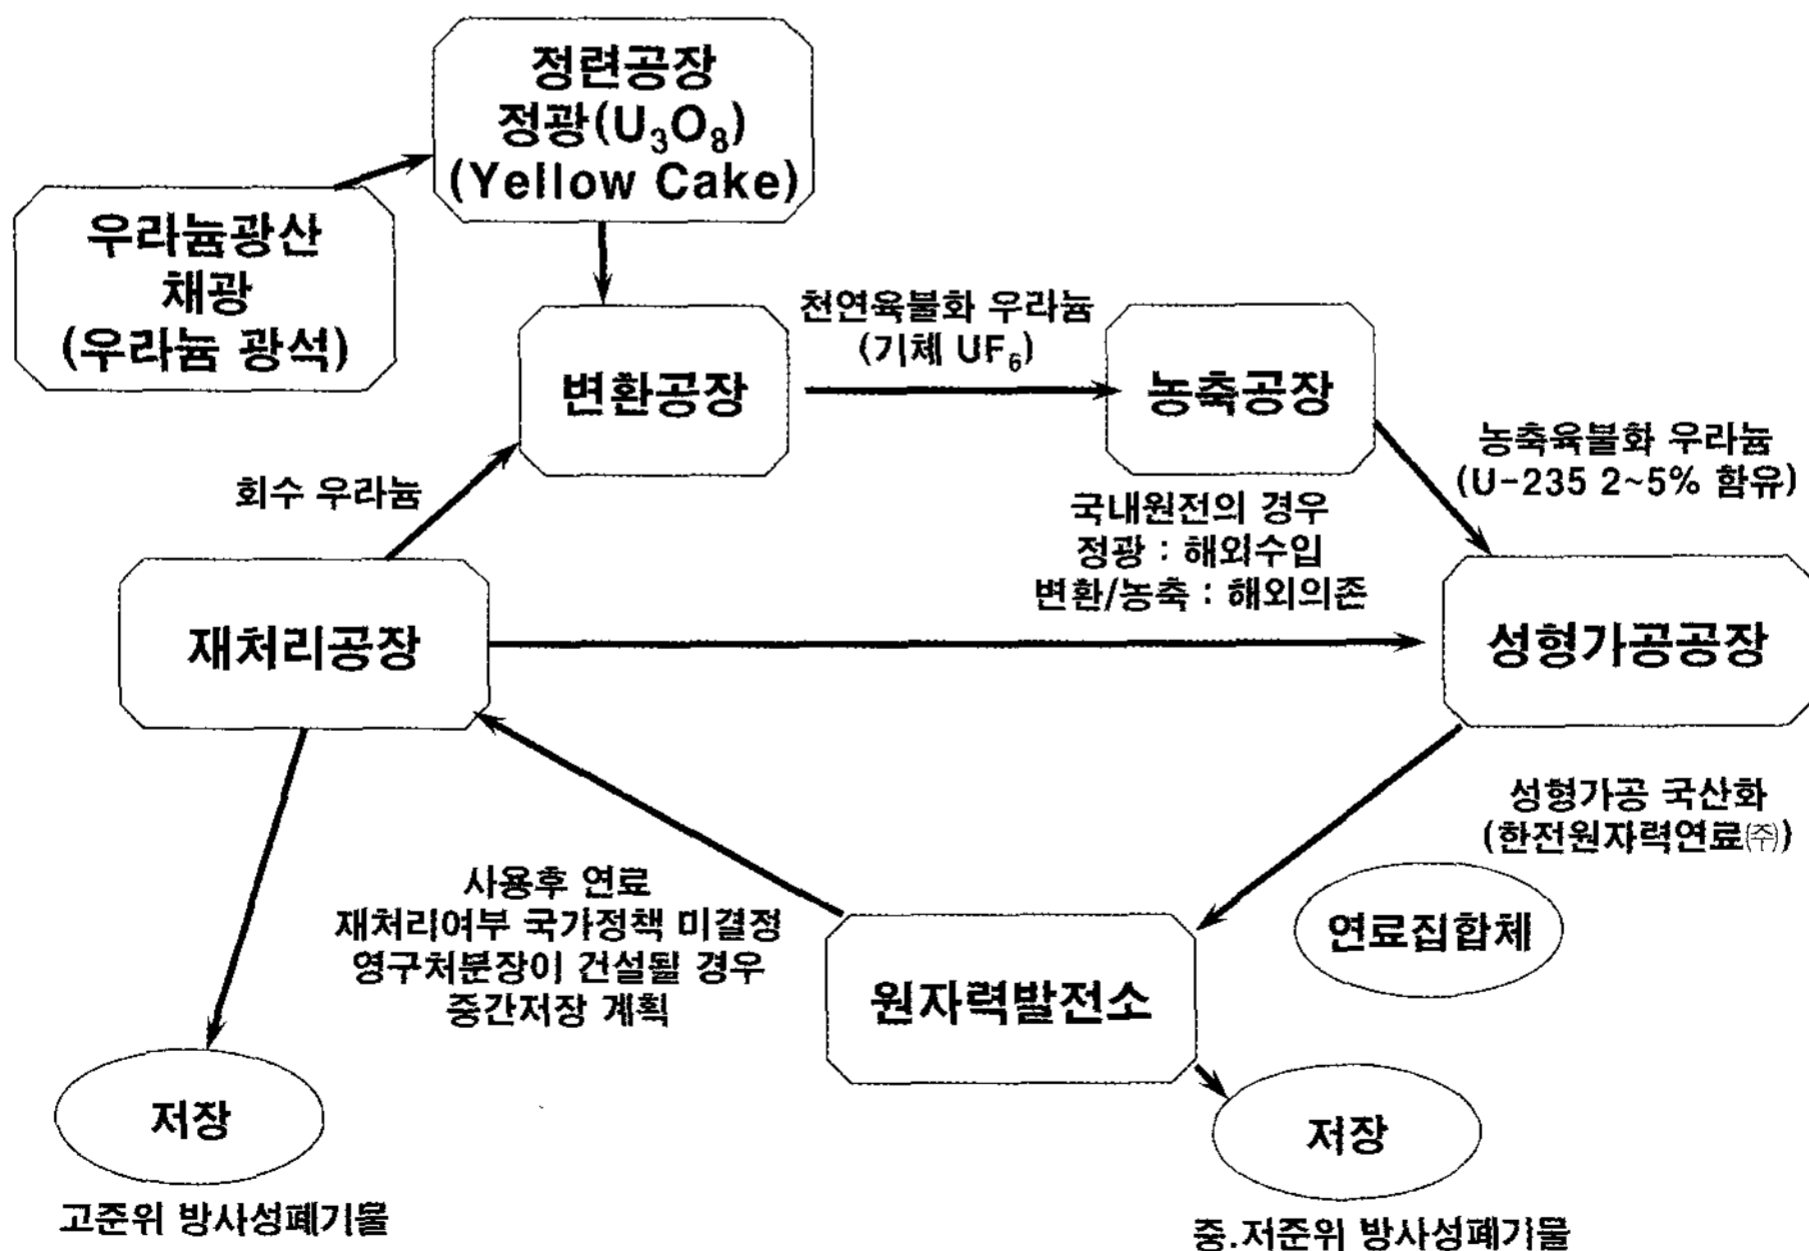 정련공장
정광(U₃O₈)
(Yellow Cake)
우라늄광산
채광
(우라늄 광석)
변환공장
천연육불화 우라늄
(기체 UF₆)
농축공장
농축육불화 우라늄
(U-235 2~5% 함유)
회수 우라늄
국내원전의 경우
정광 : 해외수입
변환/농축 : 해외의존
재처리공장
성형가공공장
성형가공 국산화
(한전원자력연료㈜)
연료집합체
사용후 연료
재처리여부 국가정책 미결정
영구처분장이 건설될 경우
중간저장 계획
원자력발전소
저장
고준위 방사성폐기물
저장
중.저준위 방사성폐기물